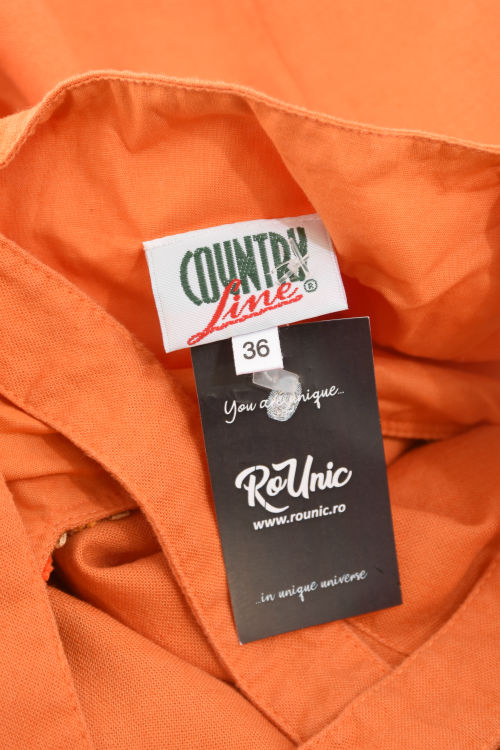 COUNTRY
Line ®
36
You are unique...
RoUnic
www.rounic.ro
...in unique universe